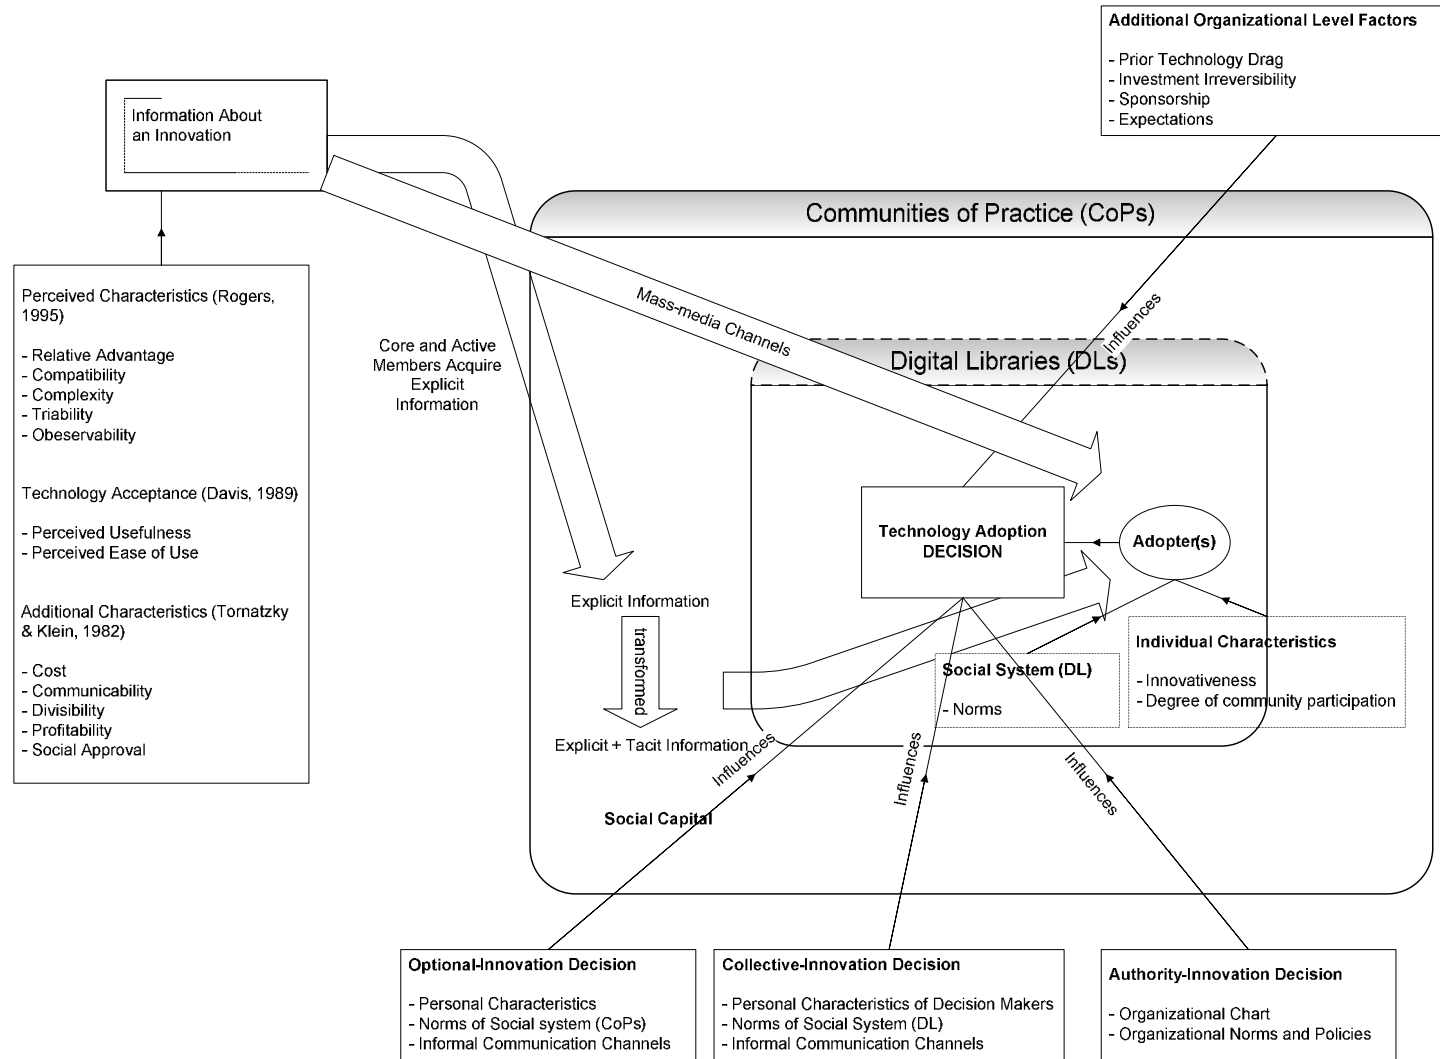 Additional Organizational Level Factors
- Prior Technology Drag
- Investment Irreversibility
- Sponsorship
- Expectations
Information About
an Innovation
Communities of Practice (CoPs)
Perceived Characteristics (Rogers,
1995)
- Relative Advantage
- Compatibility
- Complexity
- Triability
- Obeservability
Technology Acceptance (Davis, 1989)
- Perceived Usefulness
- Perceived Ease of Use
Additional Characteristics (Tornatzky
& Klein, 1982)
- Cost
- Communicability
- Divisibility
- Profitability
- Social Approval
Core and Active
Members Acquire
Explicit
Information
Mass-media Channels
Influences
Digital Libraries (DLs)
Technology Adoption
DECISION
Adopter(s)
Explicit Information
transformed
Explicit + Tacit Information
Social Capital
Social System (DL)
- Norms
Individual Characteristics
- Innovativeness
- Degree of community participation
Influences
Influences
Influences
Optional-Innovation Decision
- Personal Characteristics
- Norms of Social system (CoPs)
- Informal Communication Channels
Collective-Innovation Decision
- Personal Characteristics of Decision Makers
- Norms of Social System (DL)
- Informal Communication Channels
Authority-Innovation Decision
- Organizational Chart
- Organizational Norms and Policies